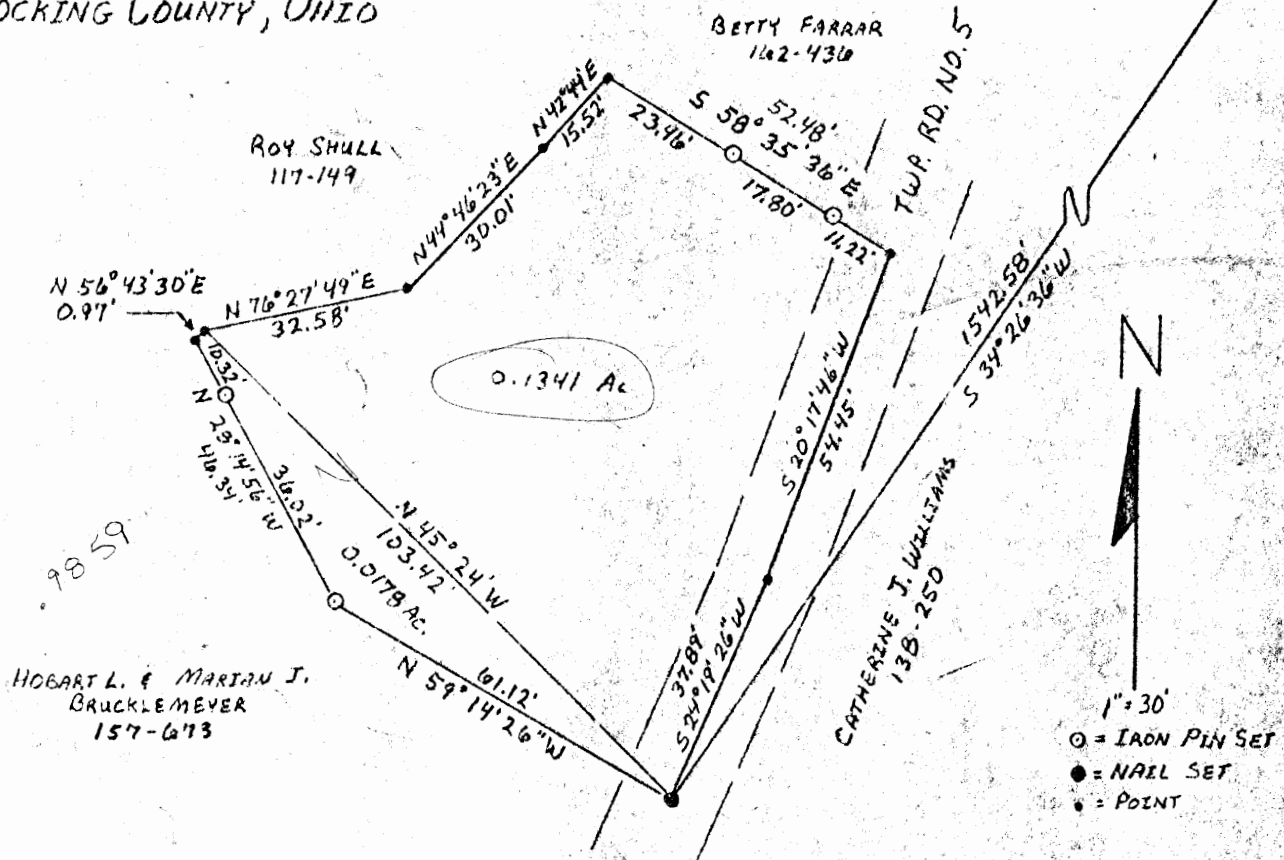 OCKING COUNTY, OHIO
BETTY FARRAR
162-436
TWP. RD. NO. 5
ROY SHULL
117-149
N 42° 44' E
15.52'
S 58° 35' 36" E
52.48'
23.46'
17.80'
11.22'
N 44° 46' 23" E
30.01'
N 56° 43' 30" E
0.97'
N 76° 27' 49" E
32.58'
10.32'
0.1341 Ac
1542.58'
S 34° 26' 36" W
N
S 20° 17' 46" W
54.45'
N 23° 14' 56" W
46.34'
36.02'
N 45° 24' W
103.42'
0.0178 AC.
9859
CATHERINE J. WILLIAMS
138-250
37.89'
S 24° 19' 26" W
61.12'
N 59° 14' 26" W
HOBART L. & MARIAN J.
BRUCKLEMEYER
157-673
1" = 30'
= IRON PIN SET
= NAIL SET
= POINT